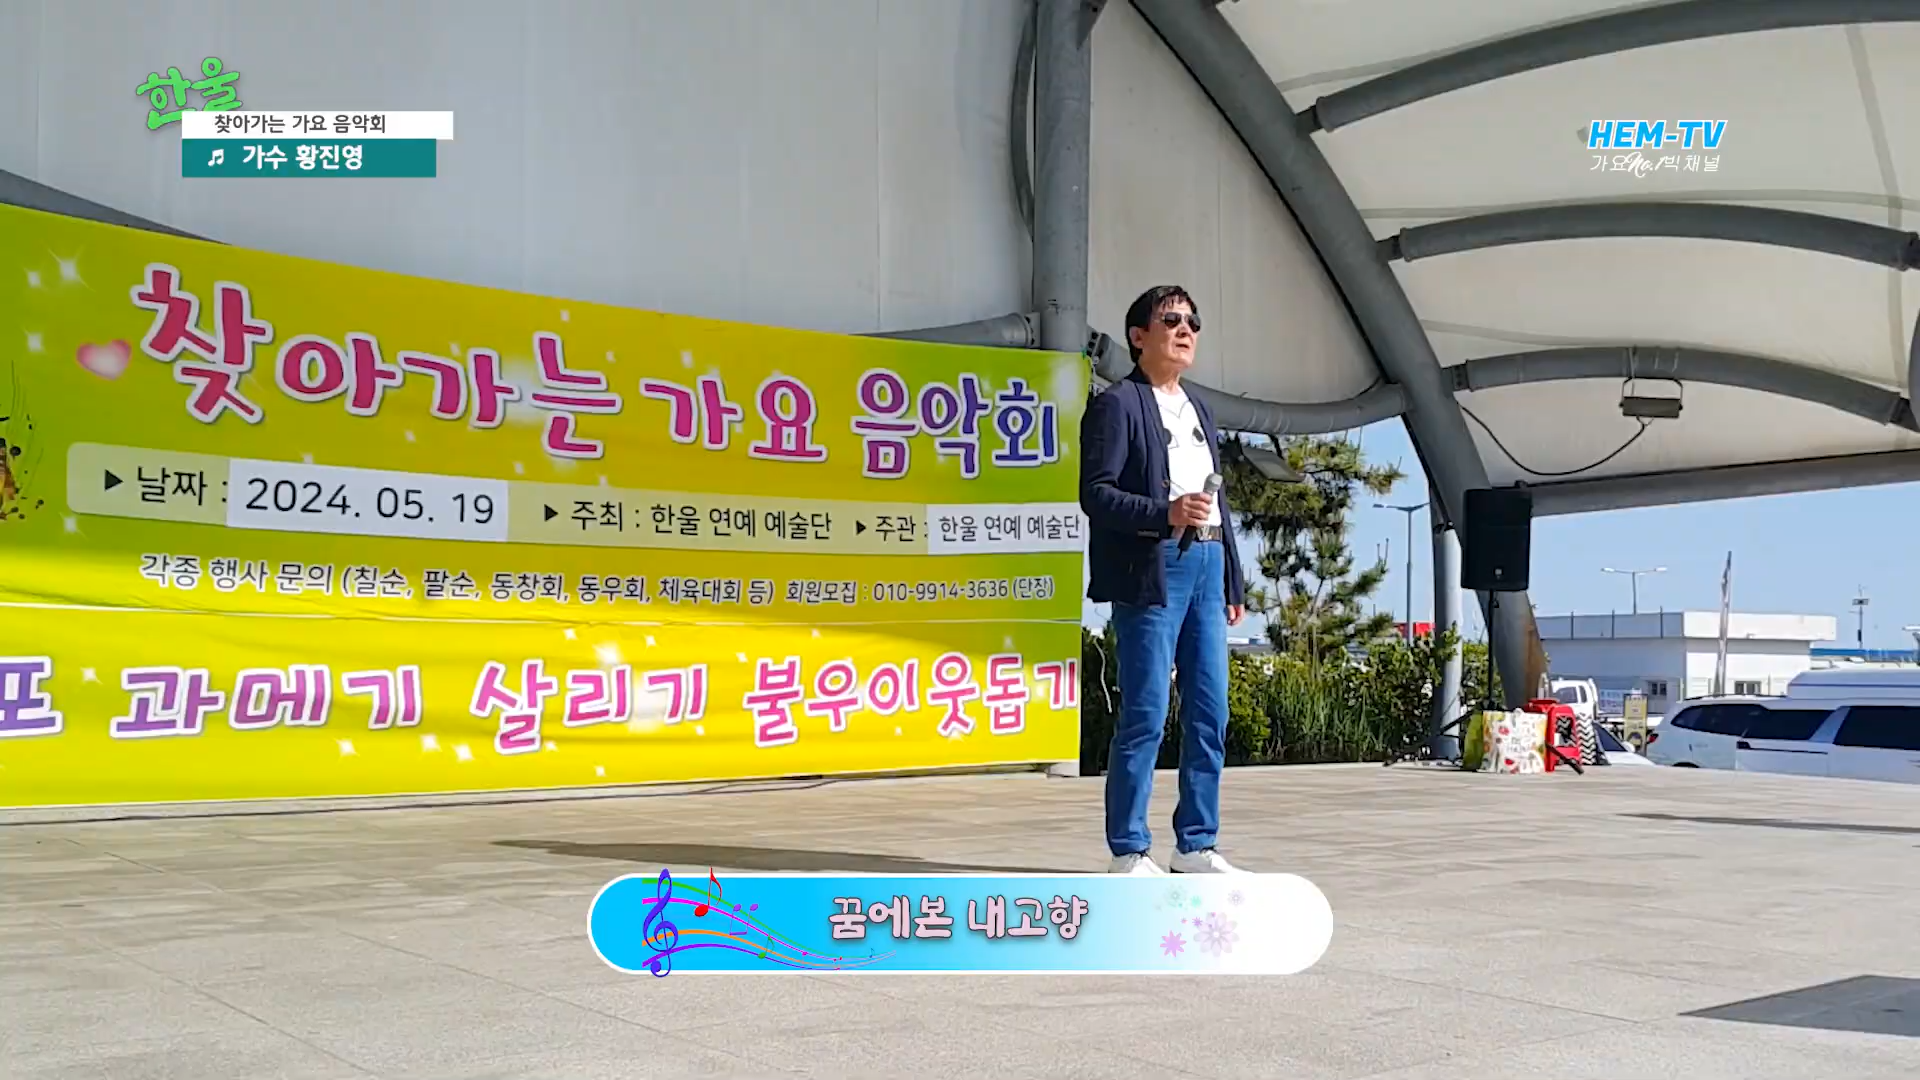 한울
찾아가는 가요 음악회
♬ 가수 황진영
HEM-TV
가요No.1빅채널
찾아가는 가요 음악회
▶ 날짜 : 2024. 05. 19 ▶ 주최 : 한울 연예 예술단 ▶ 주관 : 한울 연예 예술단
각종 행사 문의 (칠순, 팔순, 동창회, 동우회, 체육대회 등) 회원모집 : 010-9914-3636 (단장)
포 과메기 살리기 불우이웃돕기
꿈에본 내고향